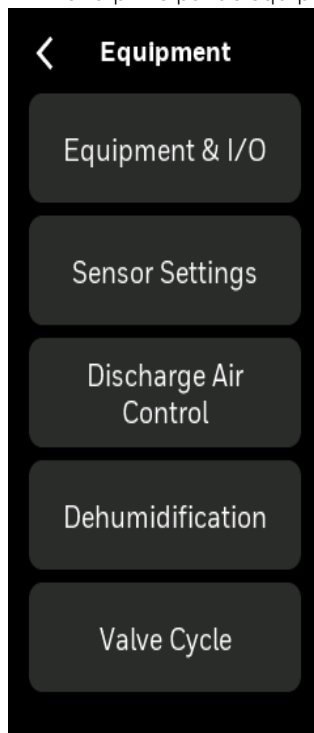 Equipment
Equipment & I/O
Sensor Settings
Discharge Air
Control
Dehumidification
Valve Cycle